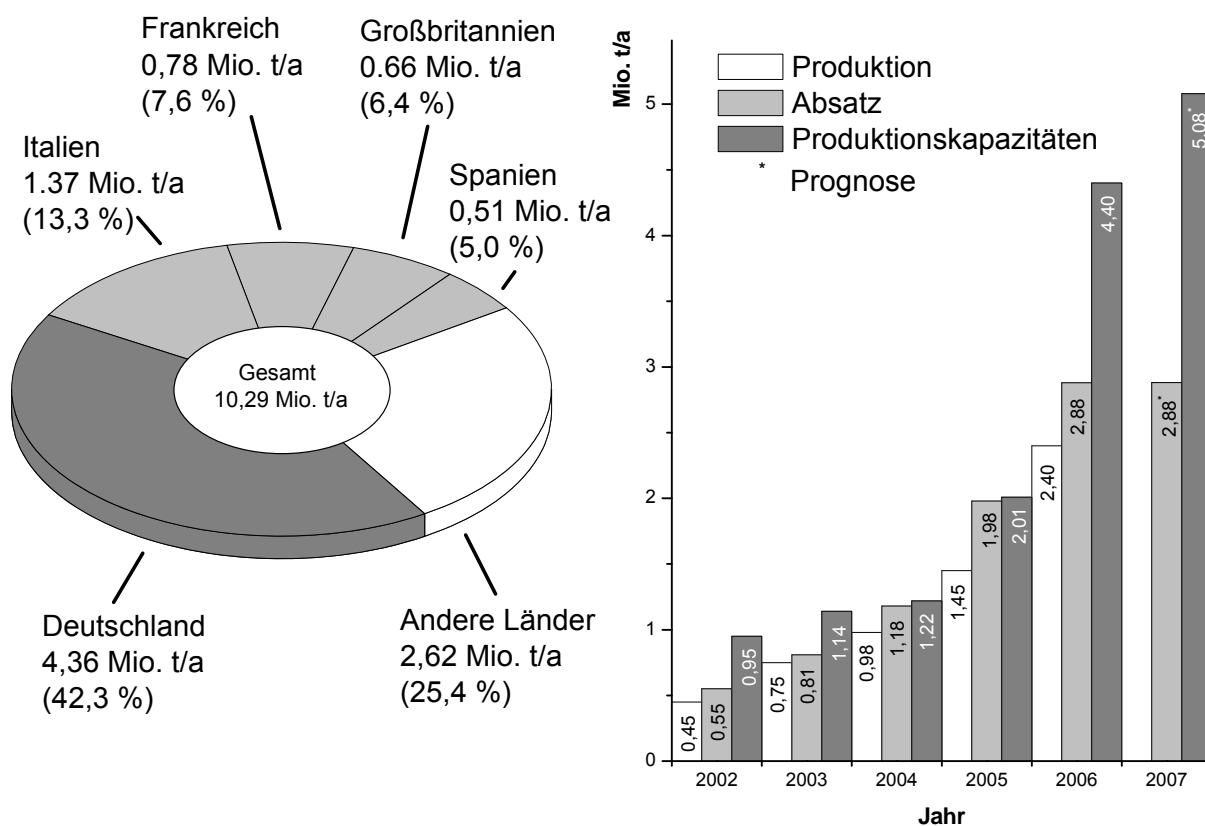 Frankreich
0,78 Mio. t/a
(7,6 %)
Großbritannien
0.66 Mio. t/a
(6,4 %)
Italien
1.37 Mio. t/a
(13,3 %)
Spanien
0,51 Mio. t/a
(5,0 %)
Gesamt
10,29 Mio. t/a
Deutschland
4,36 Mio. t/a
(42,3 %)
Andere Länder
2,62 Mio. t/a
(25,4 %)
Mio. t/a
Produktion
Absatz
Produktionskapazitäten
* Prognose
5
4
3
2
1
0
0,45
0,55
0,95
0,75
0,81
1,14
0,98
1,18
1,22
1,45
1,98
2,01
2,40
2,88
4,40
2,88*
5,08*
2002 2003 2004 2005 2006 2007
Jahr